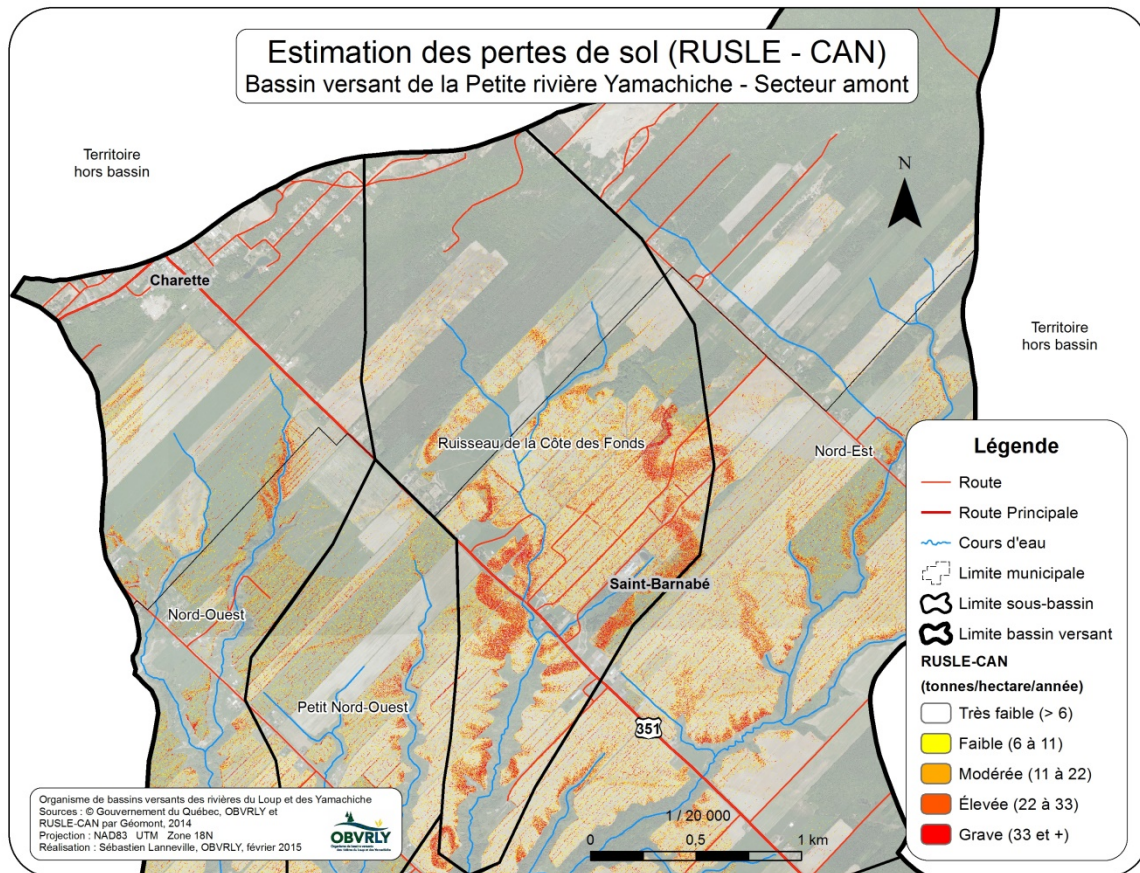 Estimation des pertes de sol (RUSLE - CAN)
Bassin versant de la Petite rivière Yamachiche - Secteur amont
Territoire
hors bassin
N
Charette
Territoire
hors bassin
Ruisseau de la Côte des Fonds
Nord-Est
Saint-Barnabé
Nord-Ouest
Petit Nord-Ouest
351
Légende
Route
Route Principale
Cours d'eau
Limite municipale
Limite sous-bassin
Limite bassin versant
RUSLE-CAN
(tonnes/hectare/année)
Très faible (> 6)
Faible (6 à 11)
Modérée (11 à 22)
Élevée (22 à 33)
Grave (33 et +)
Organisme de bassins versants des rivières du Loup et des Yamachiche
Sources : © Gouvernement du Québec, OBVRLY et
RUSLE-CAN par Géomont, 2014
Projection : NAD83 UTM Zone 18N
Réalisation : Sébastien Lanneville, OBVRLY, février 2015
OBVRLY
1 / 20 000
0 0,5 1 km